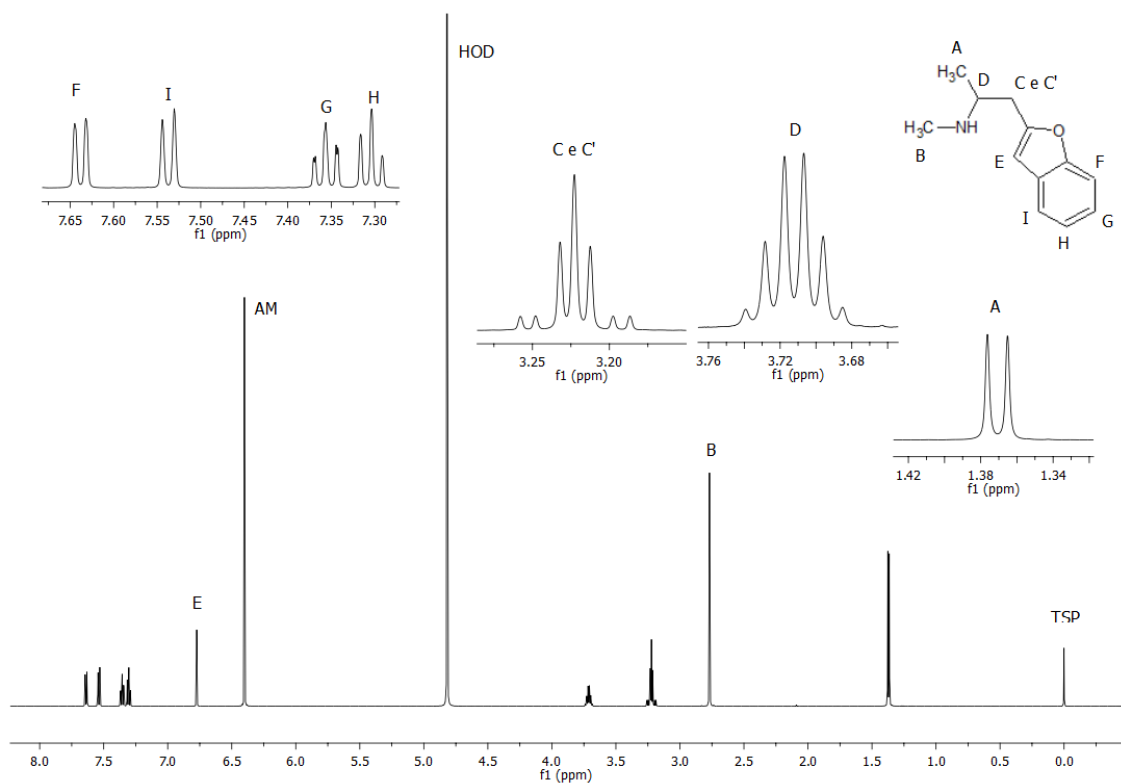 F
I
G
H
7.65 7.60 7.55 7.50 7.45 7.40 7.35 7.30
f1 (ppm)
HOD
C e C'
3.25 3.20
f1 (ppm)
D
3.76 3.72 3.68
f1 (ppm)
A
H₃C
D
C e C'
H₃C
NH
B
O
E
F
I
G
H
A
1.42 1.38 1.34
f1 (ppm)
AM
E
B
TSP
8.0 7.5 7.0 6.5 6.0 5.5 5.0 4.5 4.0 3.5 3.0 2.5 2.0 1.5 1.0 0.5 0.0
f1 (ppm)